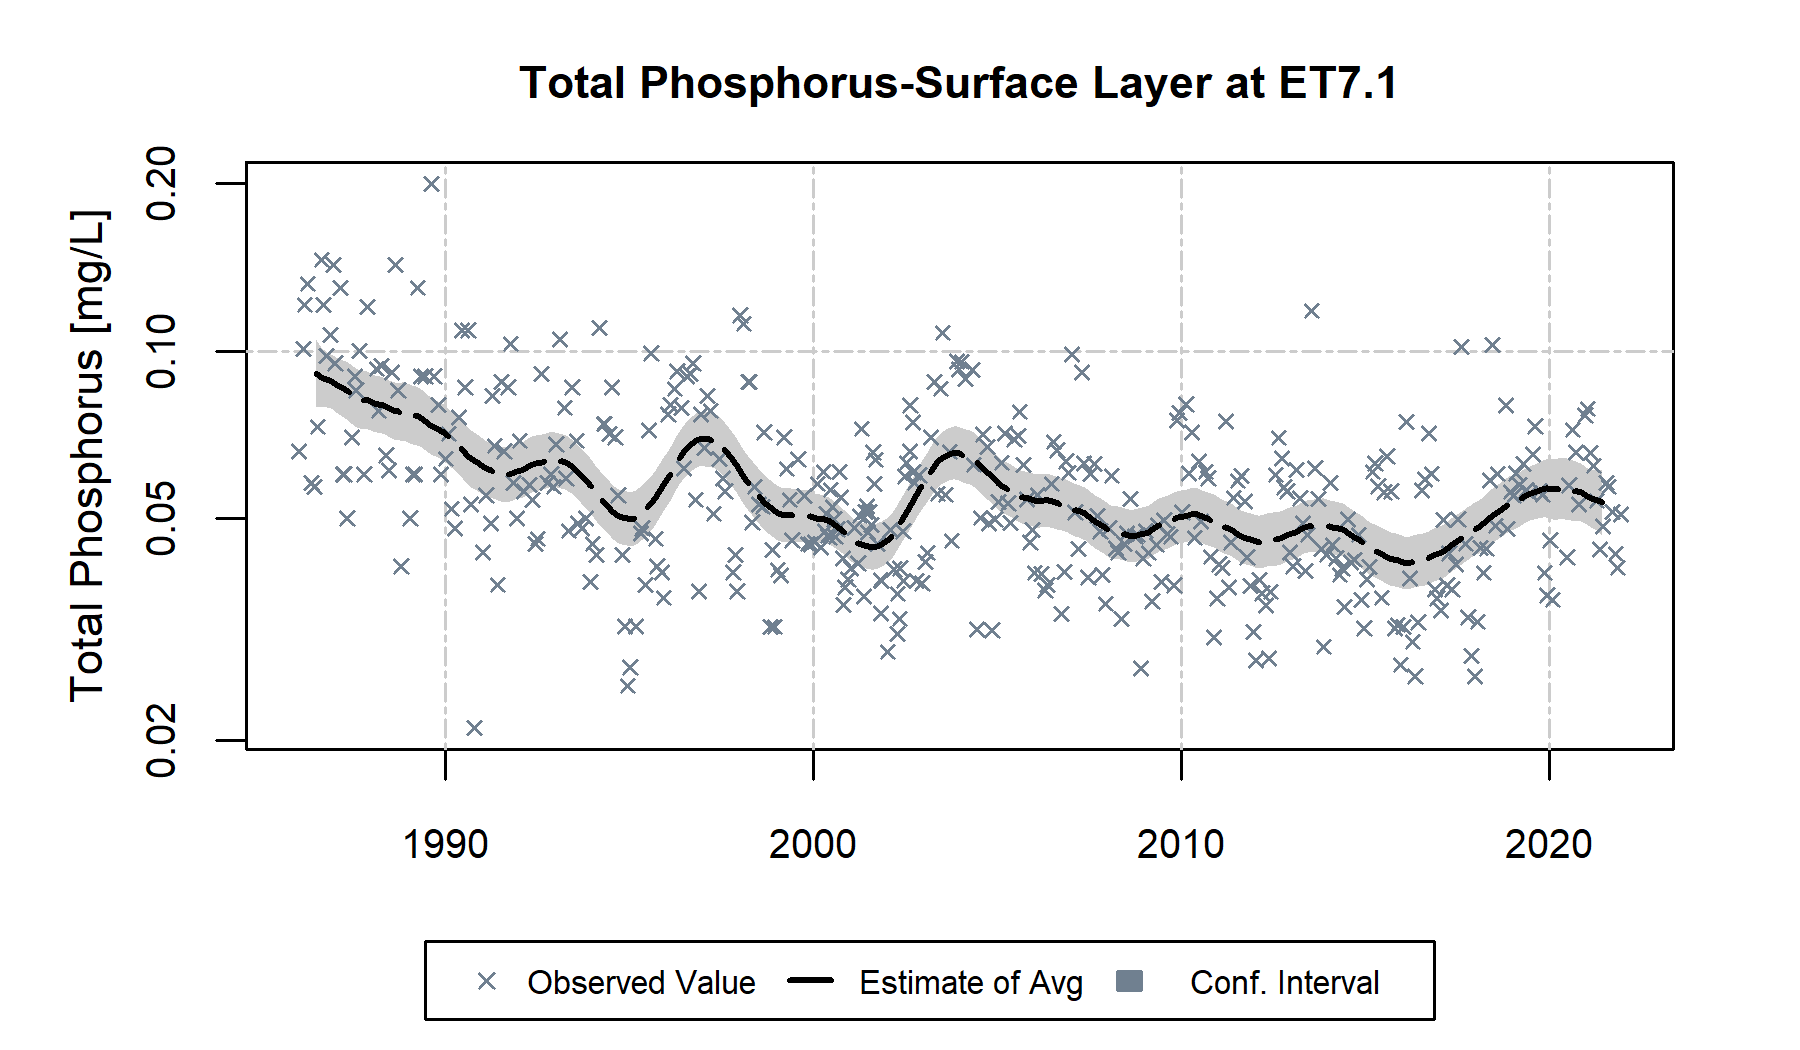 Total Phosphorus-Surface Layer at ET7.1
Total Phosphorus [mg/L]
0.20
0.10
0.05
0.02
1990 2000 2010 2020
Observed Value Estimate of Avg Conf. Interval